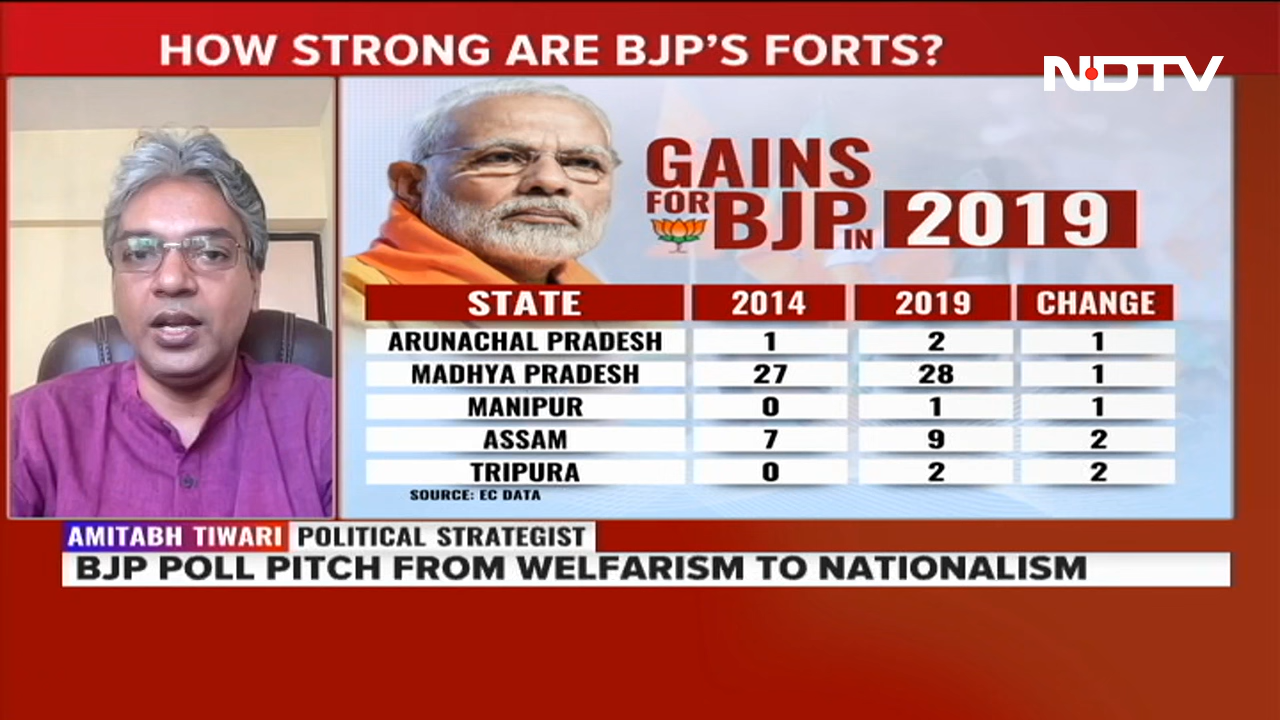 HOW STRONG ARE BJP'S FORTS?
NDTV
GAINS
FOR BJP IN 2019
STATE 2014 2019 CHANGE
ARUNACHAL PRADESH 1 2 1
MADHYA PRADESH 27 28 1
MANIPUR 0 1 1
ASSAM 7 9 2
TRIPURA 0 2 2
SOURCE: EC DATA
AMITABH TIWARI POLITICAL STRATEGIST
BJP POLL PITCH FROM WELFARISM TO NATIONALISM